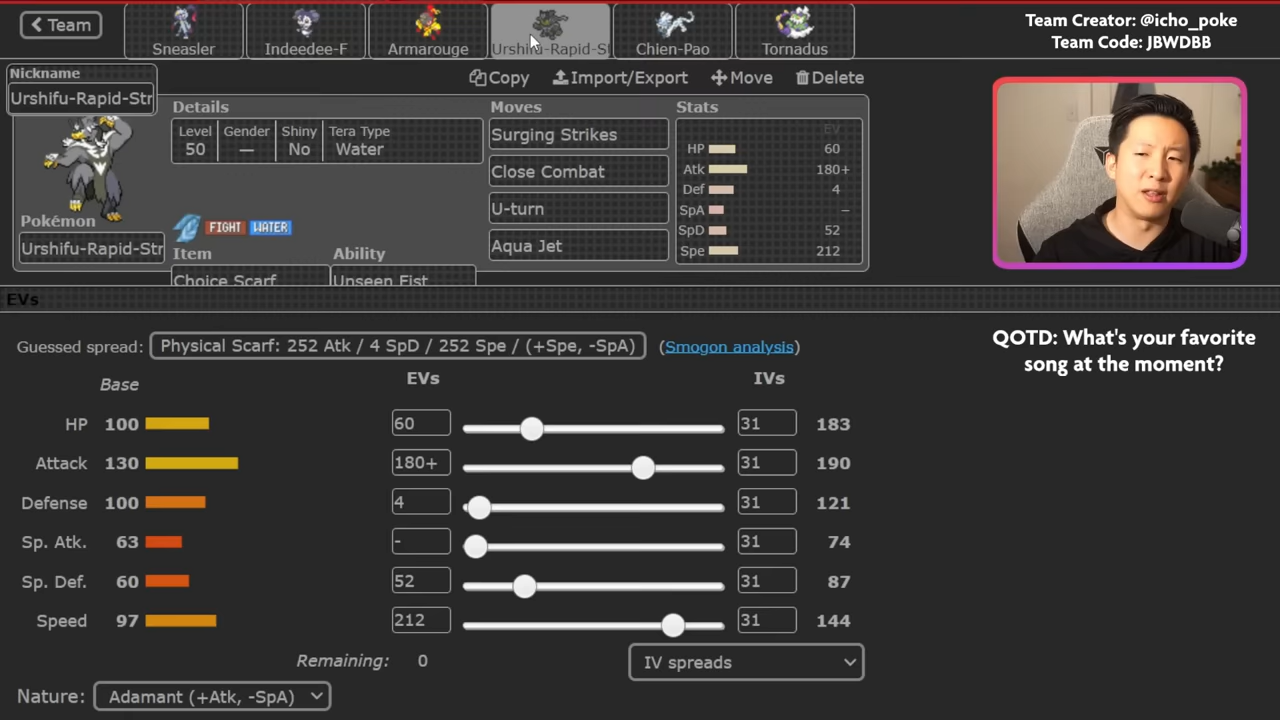 Team
Sneasler
Indeedee-F
Armarouge
Urshifu-Rapid-St
Chien-Pao
Tornadus
Team Creator: @icho_poke
Team Code: JBWDBB
Nickname
Urshifu-Rapid-Str
Copy
Import/Export
Move
Delete
Details
Level
50
Gender
—
Shiny
No
Tera Type
Water
Pokémon
Urshifu-Rapid-Str
FIGHT WATER
Item
Choice Scarf
Ability
Unseen Fist
Moves
Surging Strikes
Close Combat
U-turn
Aqua Jet
Stats
EV
HP 60
Atk 180+
Def 4
SpA –
SpD 52
Spe 212
EVs
Guessed spread: Physical Scarf: 252 Atk / 4 SpD / 252 Spe / (+Spe, -SpA) (Smogon analysis)
Base EVs IVs
HP 100 60 31 183
Attack 130 180+ 31 190
Defense 100 4 31 121
Sp. Atk. 63 - 31 74
Sp. Def. 60 52 31 87
Speed 97 212 31 144
Remaining: 0
IV spreads
Nature: Adamant (+Atk, -SpA)
QOTD: What's your favorite
song at the moment?